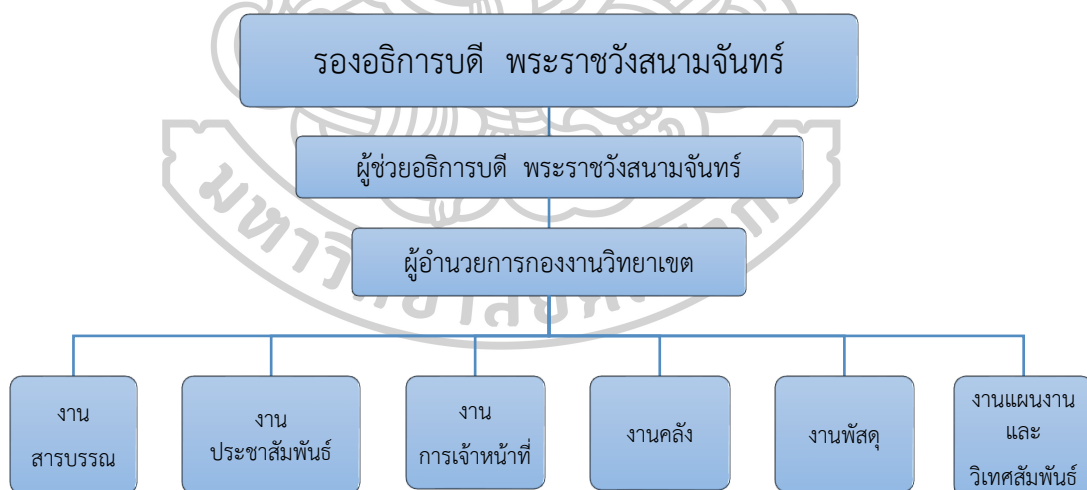 รองอธิการบดี พระราชวังสนามจันทร์
ผู้ช่วยอธิการบดี พระราชวังสนามจันทร์
ผู้อำนวยการกองงานวิทยาเขต
งาน
สารบรรณ
งาน
ประชาสัมพันธ์
งาน
การเจ้าหน้าที่
งานคลัง
งานพัสดุ
งานแผนงาน
และ
วิเทศสัมพันธ์